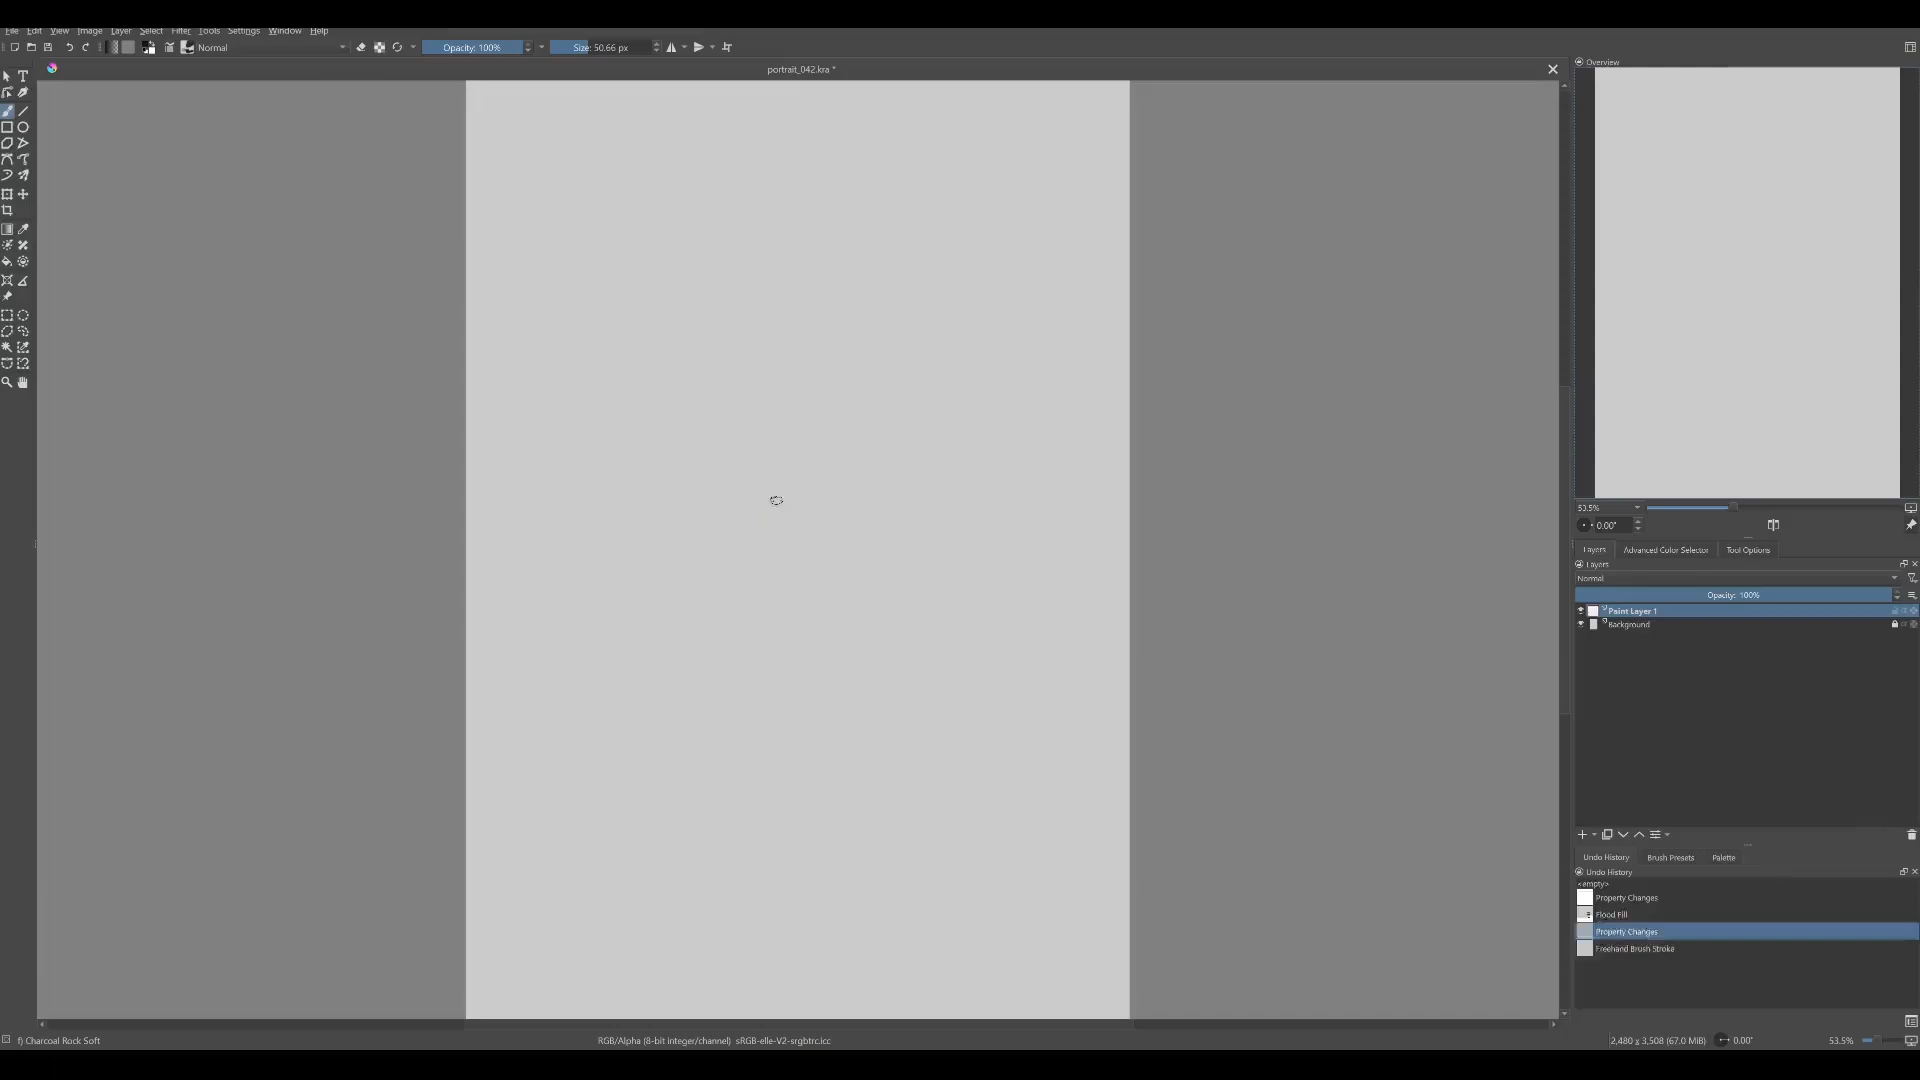 File Edit View Image Layer Select Filter Tools Settings Window Help
Normal Opacity: 100% Size: 50.66 px
portrait_042.kra *
Overview
53.5%
0.00°
Layers Advanced Color Selector Tool Options
Layers
Normal
Opacity: 100%
Paint Layer 1
Background
Undo History Brush Presets Palette
Undo History
<empty>
Property Changes
Flood Fill
Property Changes
Freehand Brush Stroke
f) Charcoal Rock Soft RGB/Alpha (8-bit integer/channel) sRGB-elle-V2-srgbtrc.icc 2,480 x 3,508 (67.0 MiB) 0.00° 53.5%